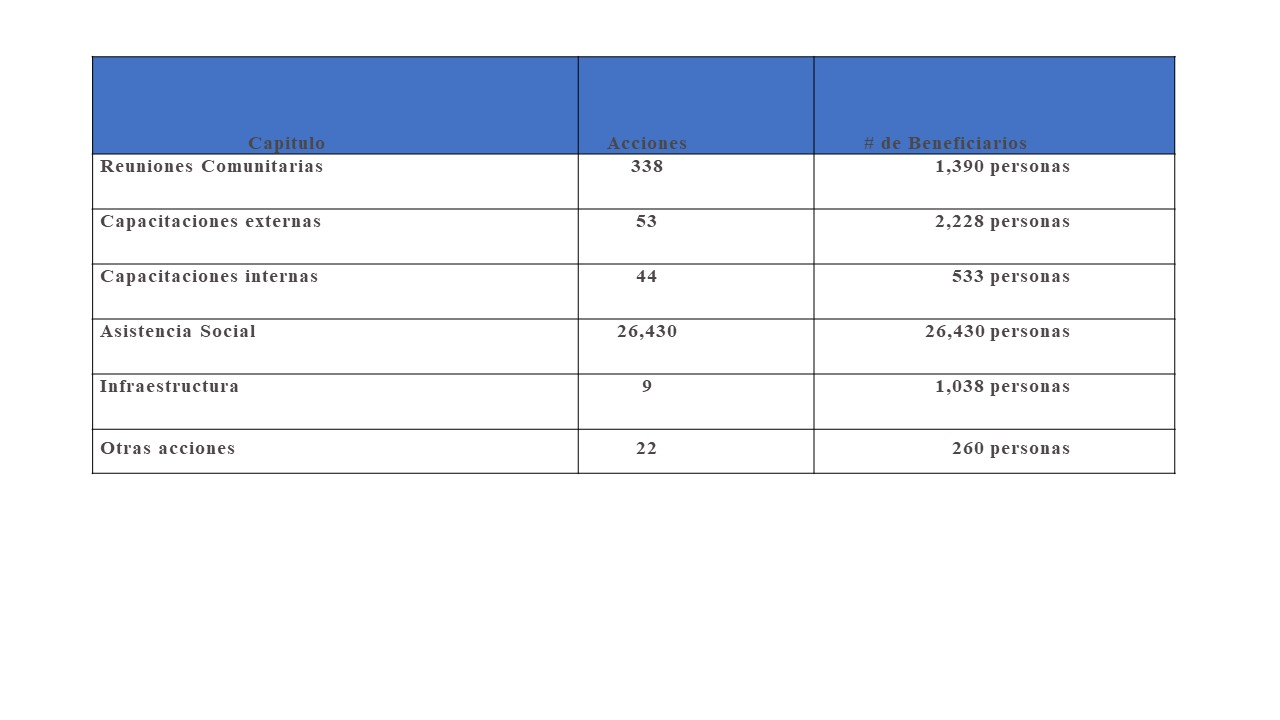 Capitulo Acciones # de Beneficiarios
Reuniones Comunitarias 338 1,390 personas
Capacitaciones externas 53 2,228 personas
Capacitaciones internas 44 533 personas
Asistencia Social 26,430 26,430 personas
Infraestructura 9 1,038 personas
Otras acciones 22 260 personas